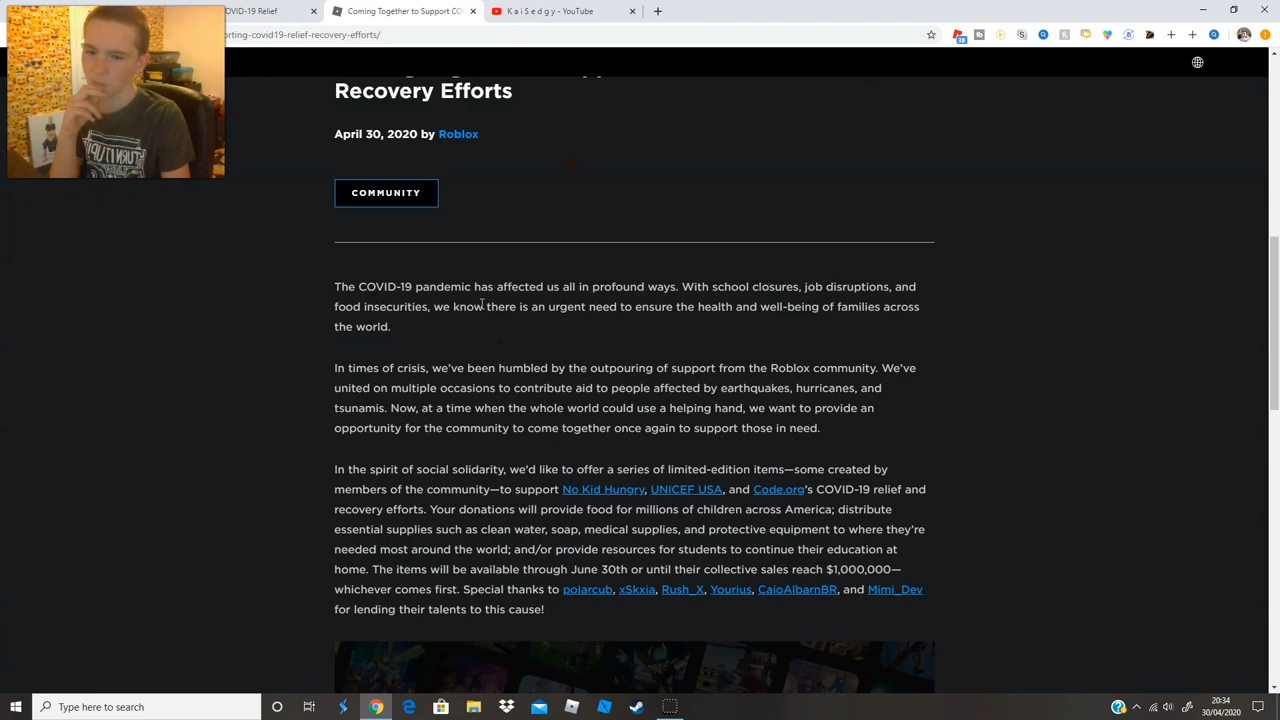 OVID-19 Relief
Coming Together to Support CO
K a i S e d g y - YouTube
orting-covid19-relief-recovery-efforts/
38
Recovery Efforts
April 30, 2020 by Roblox
COMMUNITY
The COVID-19 pandemic has affected us all in profound ways. With school closures, job disruptions, and
food insecurities, we know there is an urgent need to ensure the health and well-being of families across
the world.
In times of crisis, we've been humbled by the outpouring of support from the Roblox community. We've
united on multiple occasions to contribute aid to people affected by earthquakes, hurricanes, and
tsunamis. Now, at a time when the whole world could use a helping hand, we want to provide an
opportunity for the community to come together once again to support those in need.
In the spirit of social solidarity, we'd like to offer a series of limited-edition items—some created by
members of the community—to support No Kid Hungry, UNICEF USA, and Code.org's COVID-19 relief and
recovery efforts. Your donations will provide food for millions of children across America; distribute
essential supplies such as clean water, soap, medical supplies, and protective equipment to where they're
needed most around the world; and/or provide resources for students to continue their education at
home. The items will be available through June 30th or until their collective sales reach $1,000,000—
whichever comes first. Special thanks to polarcub, xSkxia, Rush_X, Yourius, CaioAlbarnBR, and Mimi_Dev
for lending their talents to this cause!
Type here to search
20:34
30/04/2020